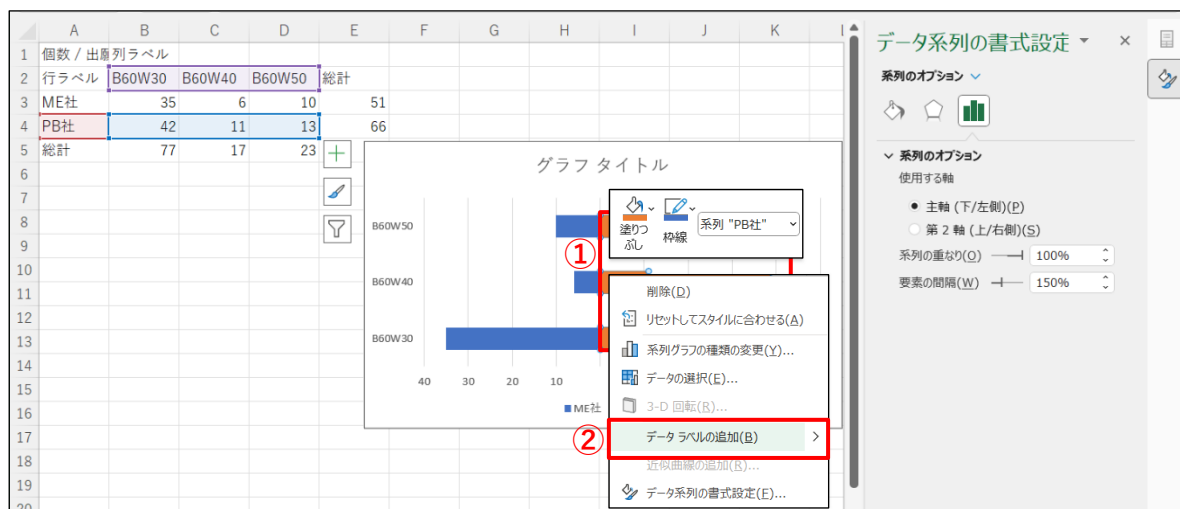 A B C D E F G H I J K
1 個数 / 出願 列ラベル
2 行ラベル B60W30 B60W40 B60W50 総計
3 ME社 35 6 10 51
4 PB社 42 11 13 66
5 総計 77 17 23
6
7
8
9
10
11
12
13
14
15
16
17
18
19
20
グラフ タイトル
B60W50
B60W40
B60W30
40 30 20 10
ME社
①
塗りつぶし 枠線 系列 "PB社"
削除(D)
リセットしてスタイルに合わせる(A)
系列グラフの種類の変更(Y)...
データの選択(E)...
3-D 回転(R)...
②
データ ラベルの追加(B)
近似曲線の追加(R)...
データ系列の書式設定(F)...
データ系列の書式設定
系列のオプション
系列のオプション
使用する軸
主軸 (下/左側)(P)
第 2 軸 (上/右側)(S)
系列の重なり(O) 100%
要素の間隔(W) 150%